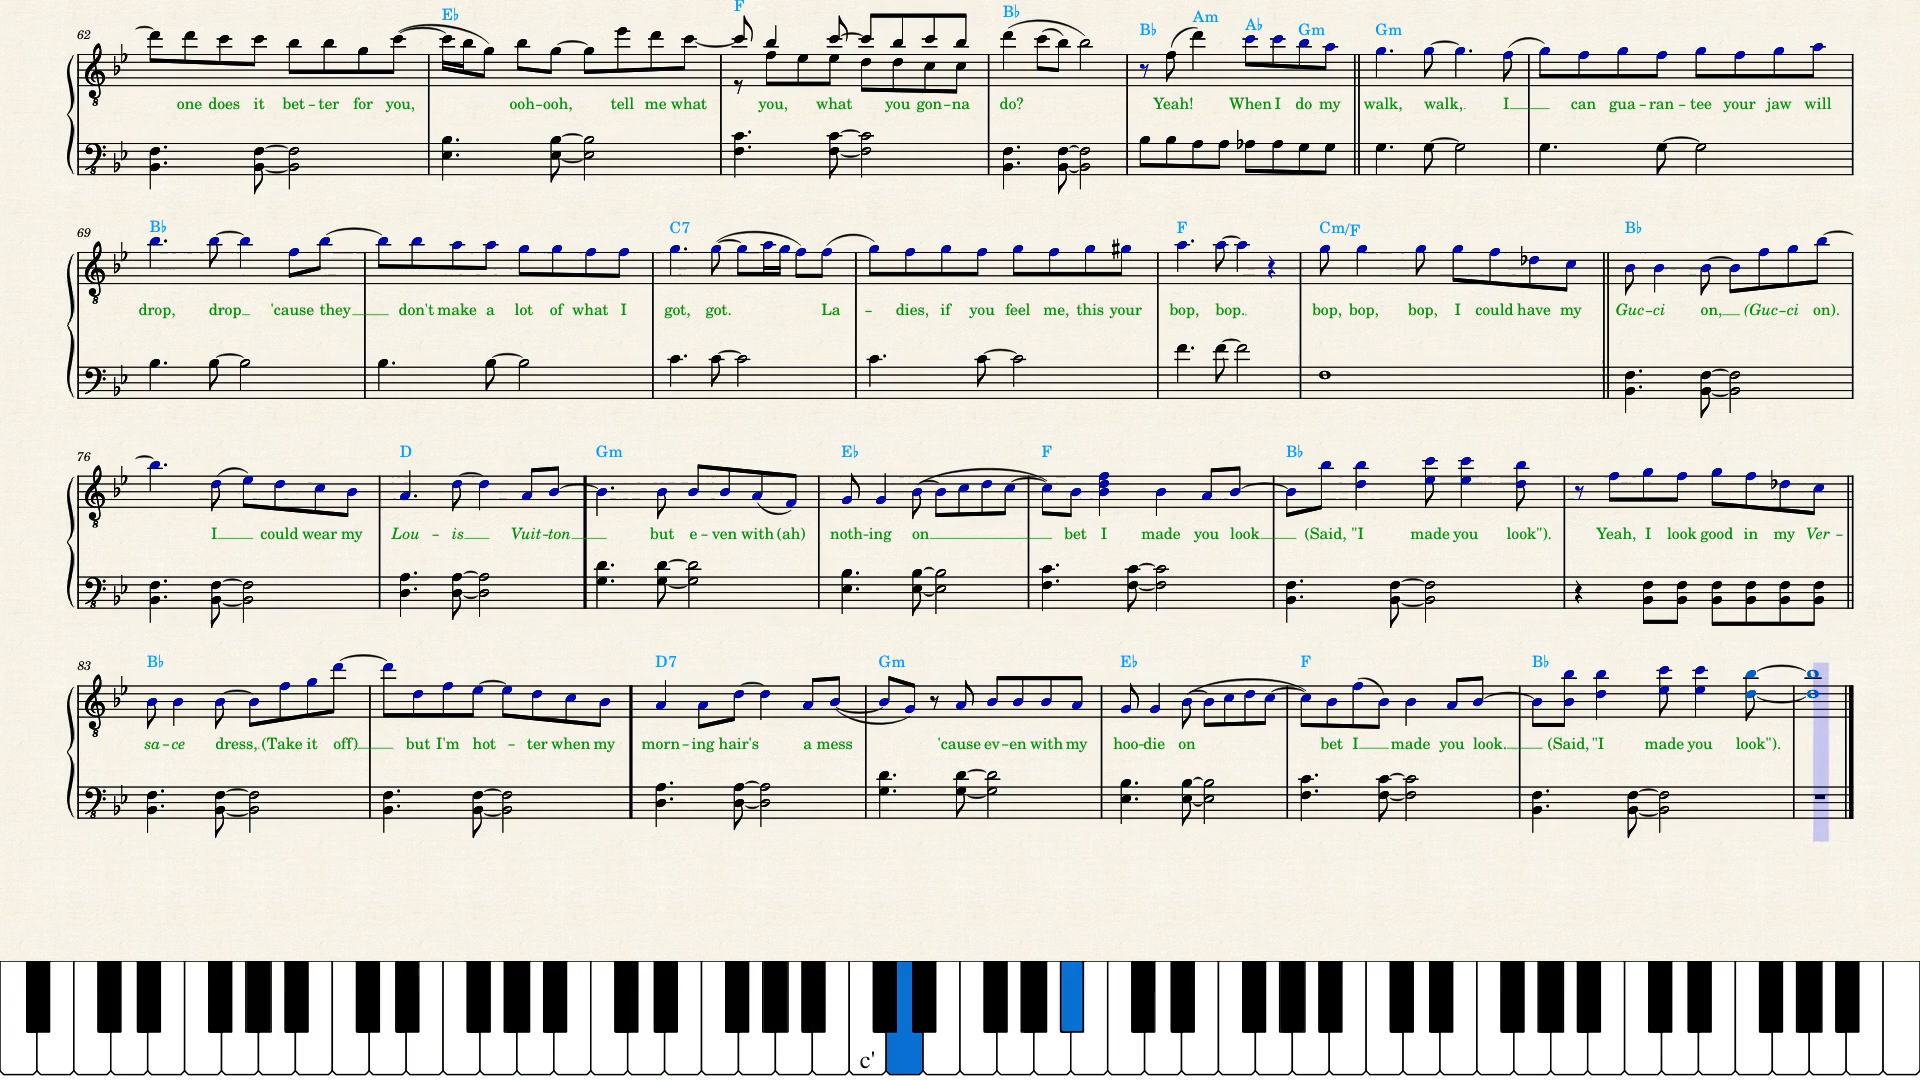 E♭ F B♭ B♭ Am A♭ Gm Gm
62
8
one does it bet - ter for you, ooh-ooh, tell me what you, what you gon-na do? Yeah! When I do my walk, walk,. I can gua - ran - tee your jaw will
8
69 B♭ C7 F Cm/F B♭
8
drop, drop 'cause they don't make a lot of what I got, got. La - dies, if you feel me, this your bop, bop. bop, bop, bop, I could have my Guc-ci on, (Guc-ci on).
76 D Gm E♭ F B♭
8
I could wear my Lou - is Vuit-ton but e - ven with (ah) noth-ing on bet I made you look (Said, "I made you look"). Yeah, I look good in my Ver -
8
83 B♭ D7 Gm E♭ F B♭
8
sa-ce dress, (Take it off) but I'm hot - ter when my morn-ing hair's a mess 'cause ev-en with my hoo-die on bet I made you look. (Said, "I made you look").
8
c'